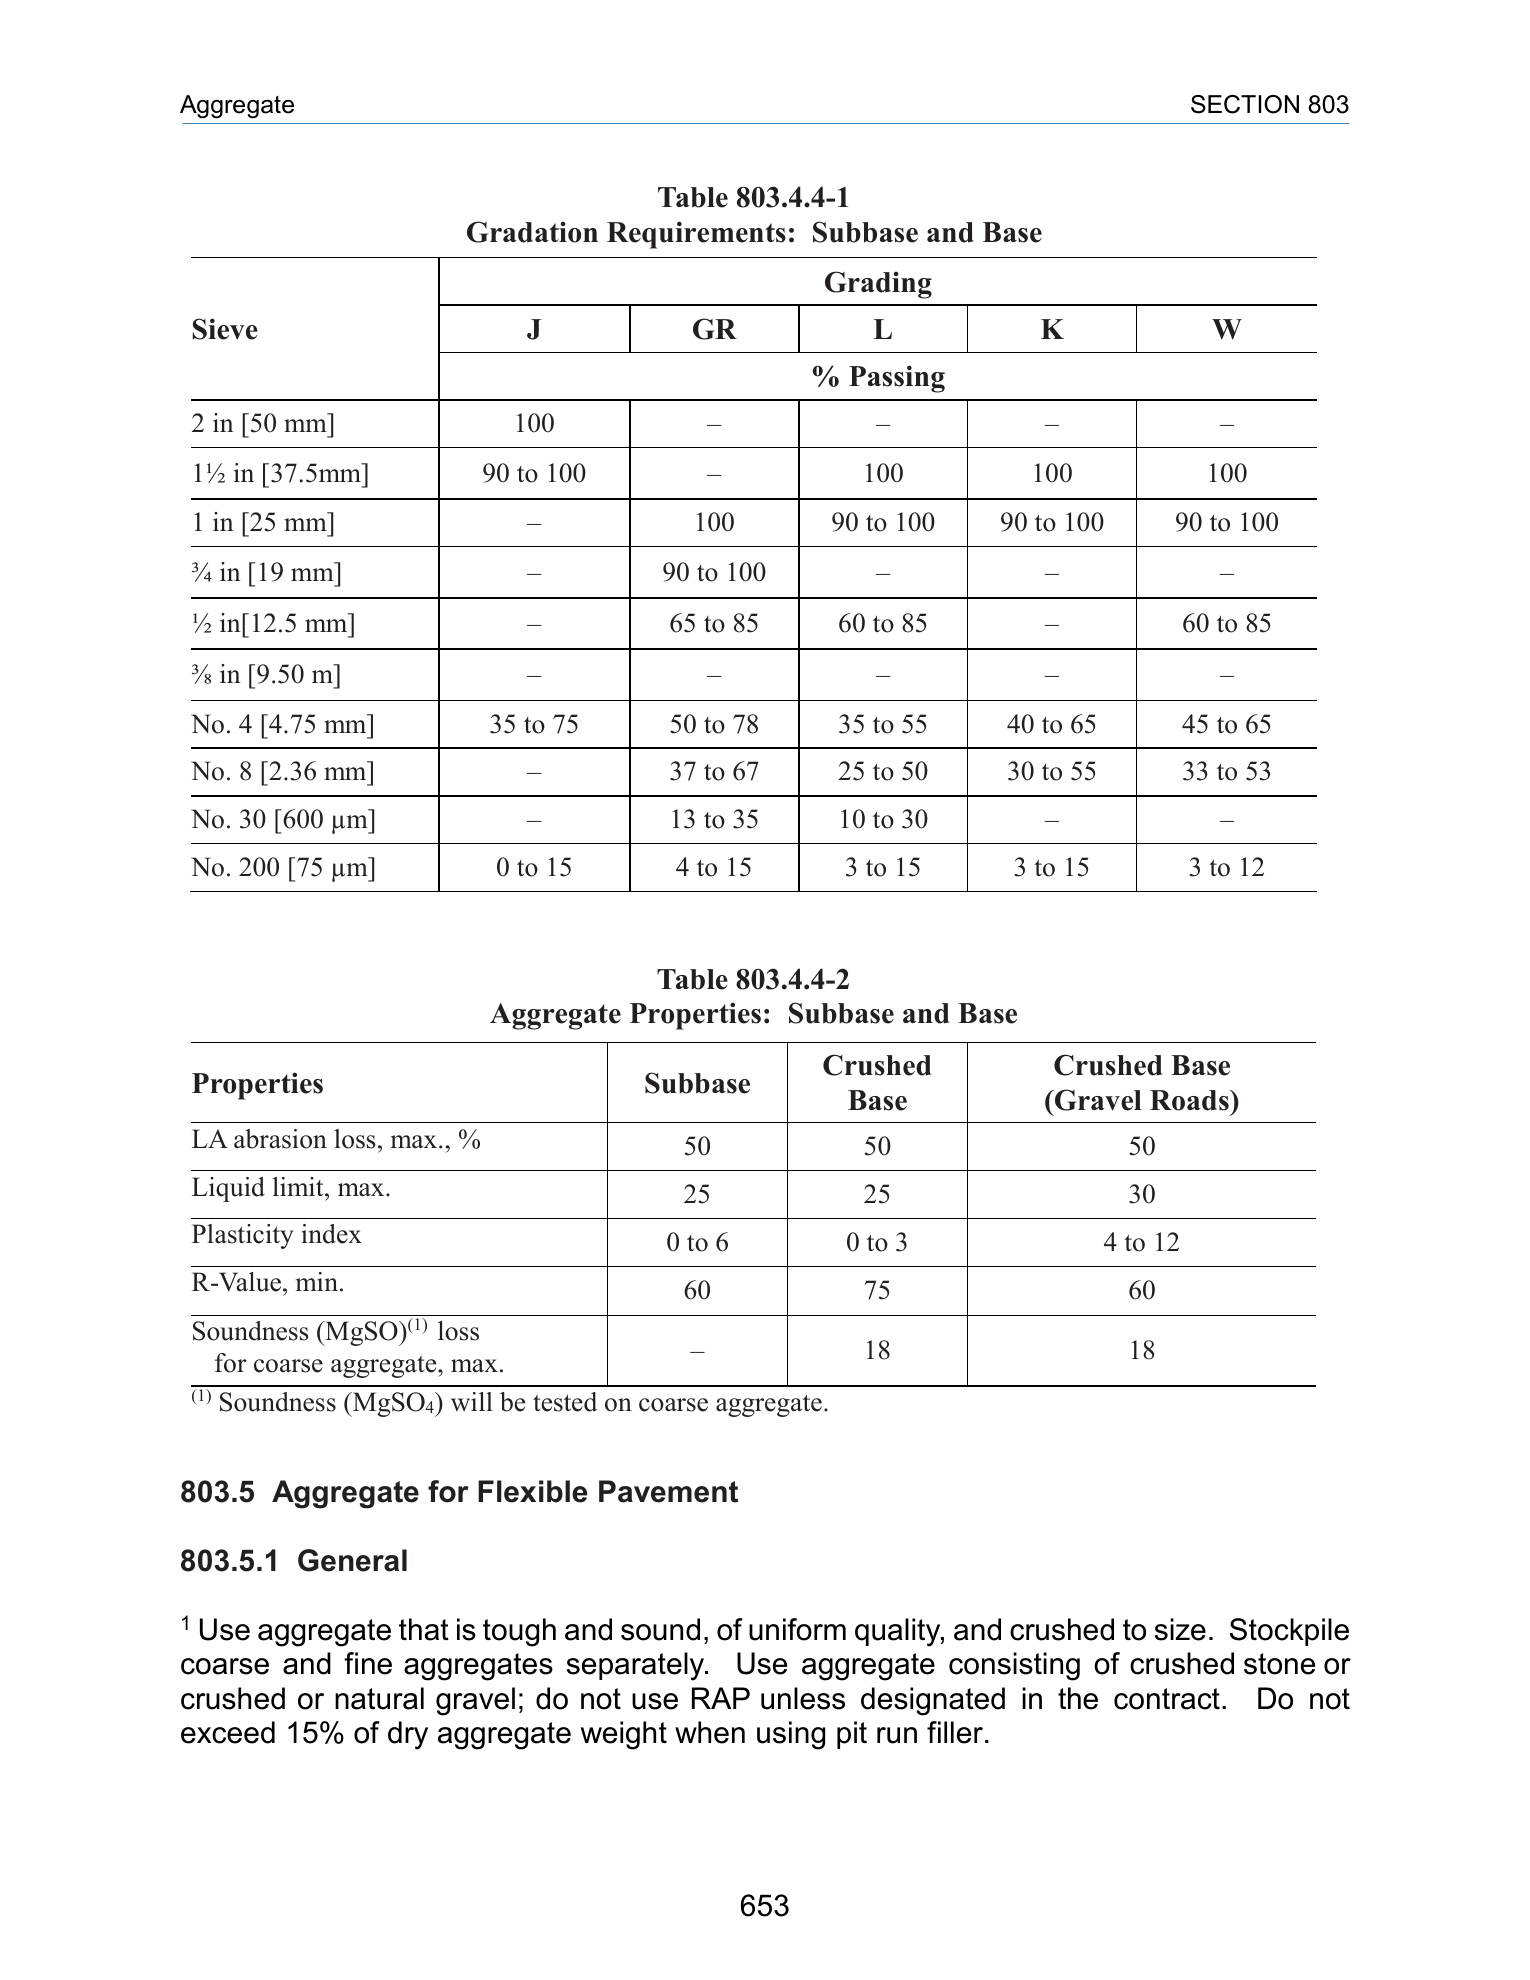 Aggregate SECTION 803
Table 803.4.4-1
Gradation Requirements: Subbase and Base
Sieve
Grading
J GR L K W
% Passing
2 in [50 mm] 100 – – – –
1½ in [37.5mm] 90 to 100 – 100 100 100
1 in [25 mm] – 100 90 to 100 90 to 100 90 to 100
¾ in [19 mm] – 90 to 100 – – –
½ in[12.5 mm] – 65 to 85 60 to 85 – 60 to 85
⅜ in [9.50 m] – – – – –
No. 4 [4.75 mm] 35 to 75 50 to 78 35 to 55 40 to 65 45 to 65
No. 8 [2.36 mm] – 37 to 67 25 to 50 30 to 55 33 to 53
No. 30 [600 µm] – 13 to 35 10 to 30 – –
No. 200 [75 µm] 0 to 15 4 to 15 3 to 15 3 to 15 3 to 12
Table 803.4.4-2
Aggregate Properties: Subbase and Base
Properties Subbase Crushed Base Crushed Base (Gravel Roads)
LA abrasion loss, max., % 50 50 50
Liquid limit, max. 25 25 30
Plasticity index 0 to 6 0 to 3 4 to 12
R-Value, min. 60 75 60
Soundness (MgSO)⁽¹⁾ loss
for coarse aggregate, max. – 18 18
⁽¹⁾ Soundness (MgSO₄) will be tested on coarse aggregate.
803.5 Aggregate for Flexible Pavement
803.5.1 General
¹ Use aggregate that is tough and sound, of uniform quality, and crushed to size. Stockpile
coarse and fine aggregates separately. Use aggregate consisting of crushed stone or
crushed or natural gravel; do not use RAP unless designated in the contract. Do not
exceed 15% of dry aggregate weight when using pit run filler.
653